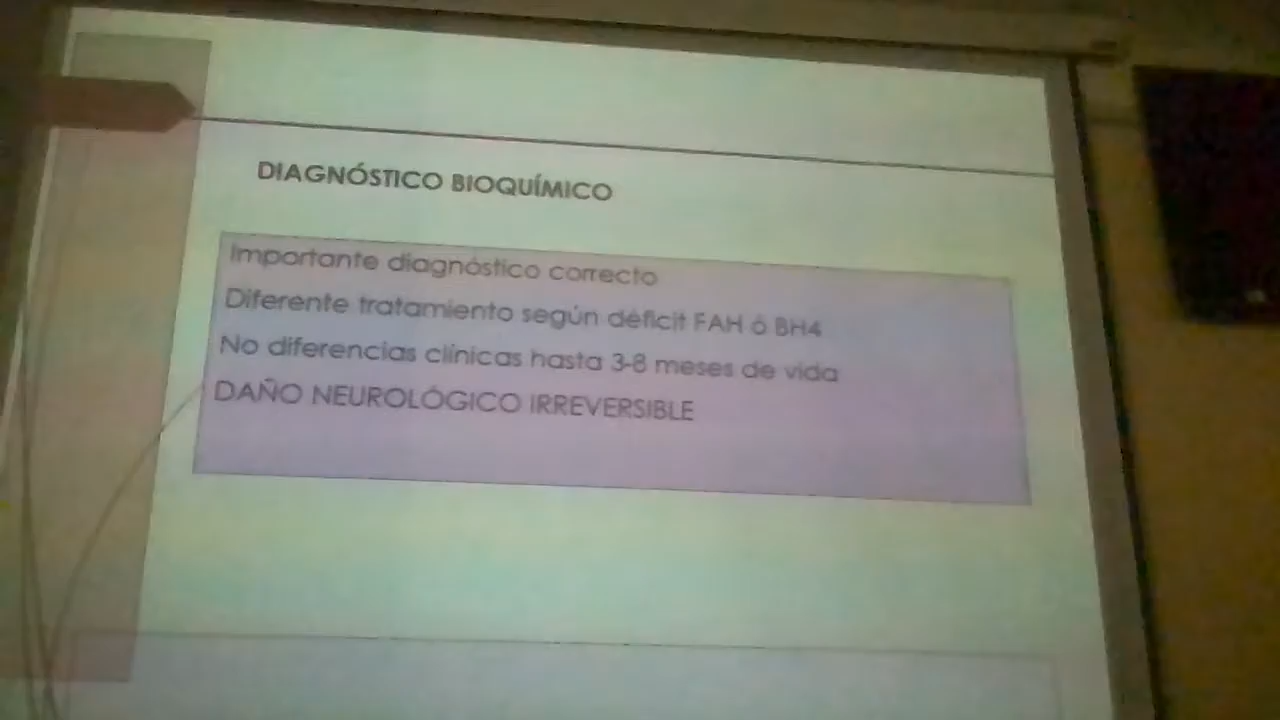 DIAGNÓSTICO BIOQUÍMICO
Importante diagnóstico correcto
Diferente tratamiento según déficit FAH ó BH4
No diferencias clínicas hasta 3-8 meses de vida
DAÑO NEUROLÓGICO IRREVERSIBLE